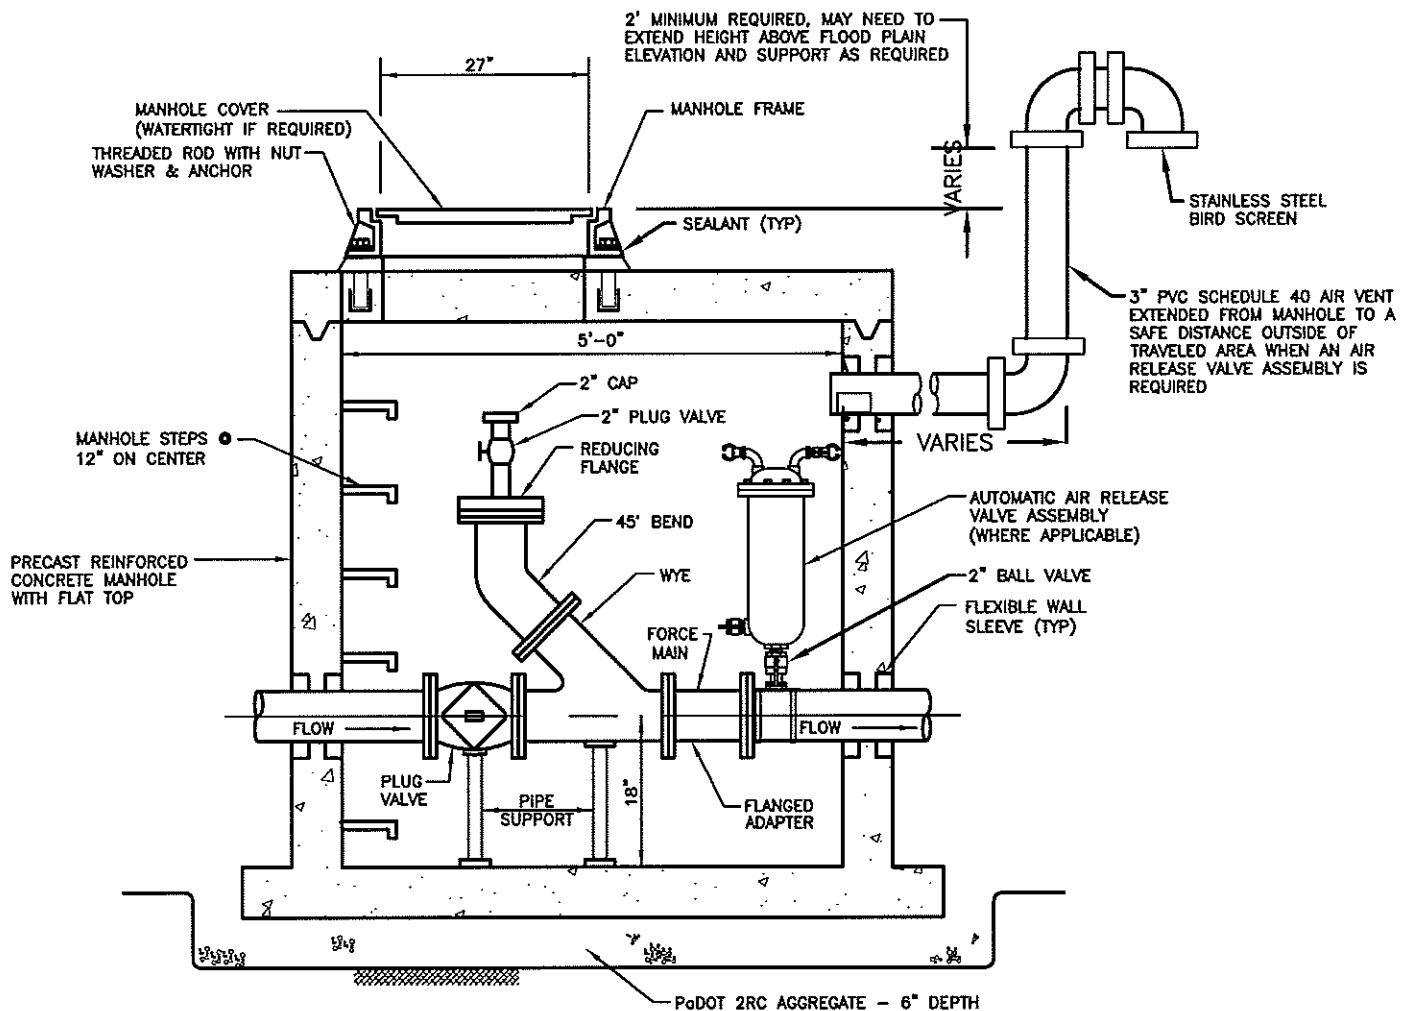 2' MINIMUM REQUIRED, MAY NEED TO
EXTEND HEIGHT ABOVE FLOOD PLAIN
ELEVATION AND SUPPORT AS REQUIRED
27"
MANHOLE COVER
(WATERTIGHT IF REQUIRED)
MANHOLE FRAME
THREADED ROD WITH NUT
WASHER & ANCHOR
VARIES
STAINLESS STEEL
BIRD SCREEN
SEALANT (TYP)
3" PVC SCHEDULE 40 AIR VENT
EXTENDED FROM MANHOLE TO A
SAFE DISTANCE OUTSIDE OF
TRAVELED AREA WHEN AN AIR
RELEASE VALVE ASSEMBLY IS
REQUIRED
5'-0"
2" CAP
2" PLUG VALVE
VARIES
MANHOLE STEPS @
12" ON CENTER
REDUCING
FLANGE
AUTOMATIC AIR RELEASE
VALVE ASSEMBLY
(WHERE APPLICABLE)
45' BEND
PRECAST REINFORCED
CONCRETE MANHOLE
WITH FLAT TOP
WYE
2" BALL VALVE
FLEXIBLE WALL
SLEEVE (TYP)
FORCE
MAIN
FLOW
FLOW
PLUG
VALVE
PIPE
SUPPORT
18"
FLANGED
ADAPTER
PaDOT 2RC AGGREGATE - 6" DEPTH